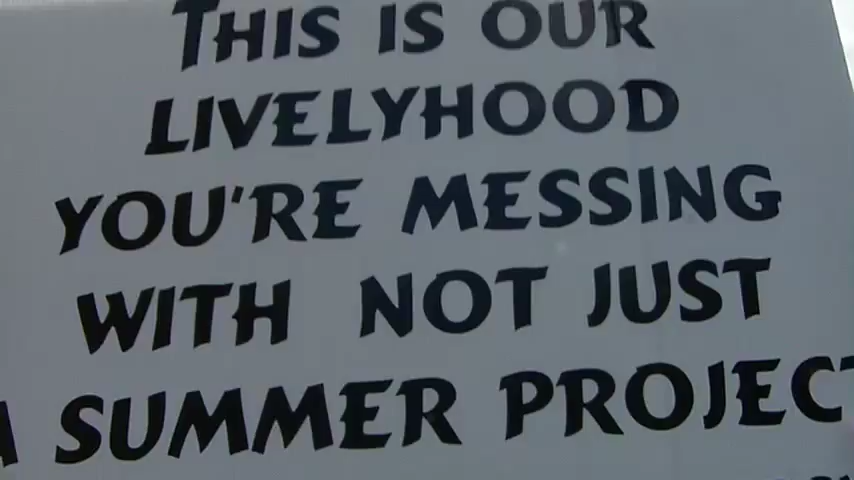 THIS IS OUR
LIVELYHOOD
YOU'RE MESSING
WITH NOT JUST
A SUMMER PROJECT